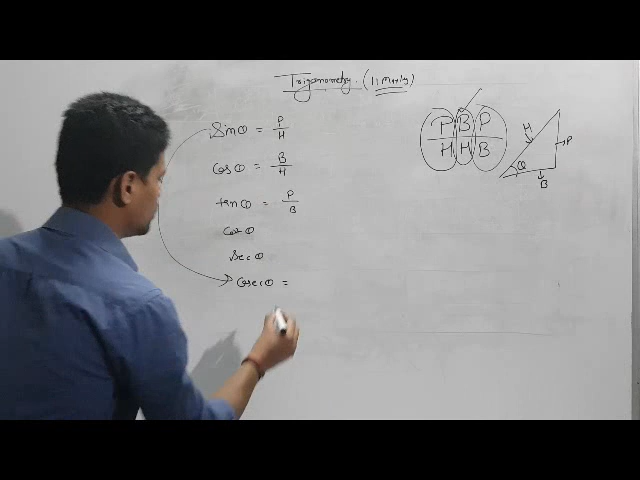 Trigonometry. (11 Marks)
Sinθ = P/H
Cosθ = B/H
tanθ = P/B
Cotθ
Secθ
Cosecθ =
P B P
H H B
H
θ
P
B